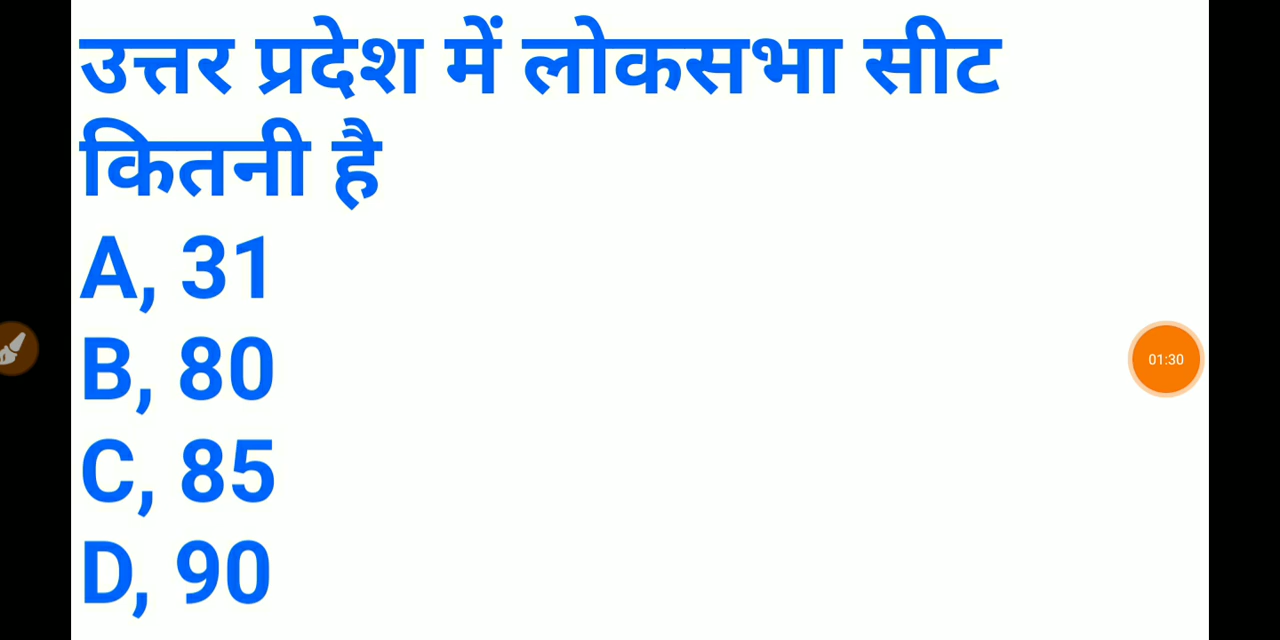 उत्तर प्रदेश में लोकसभा सीट
कितनी है
A, 31
B, 80
C, 85
D, 90
01:30